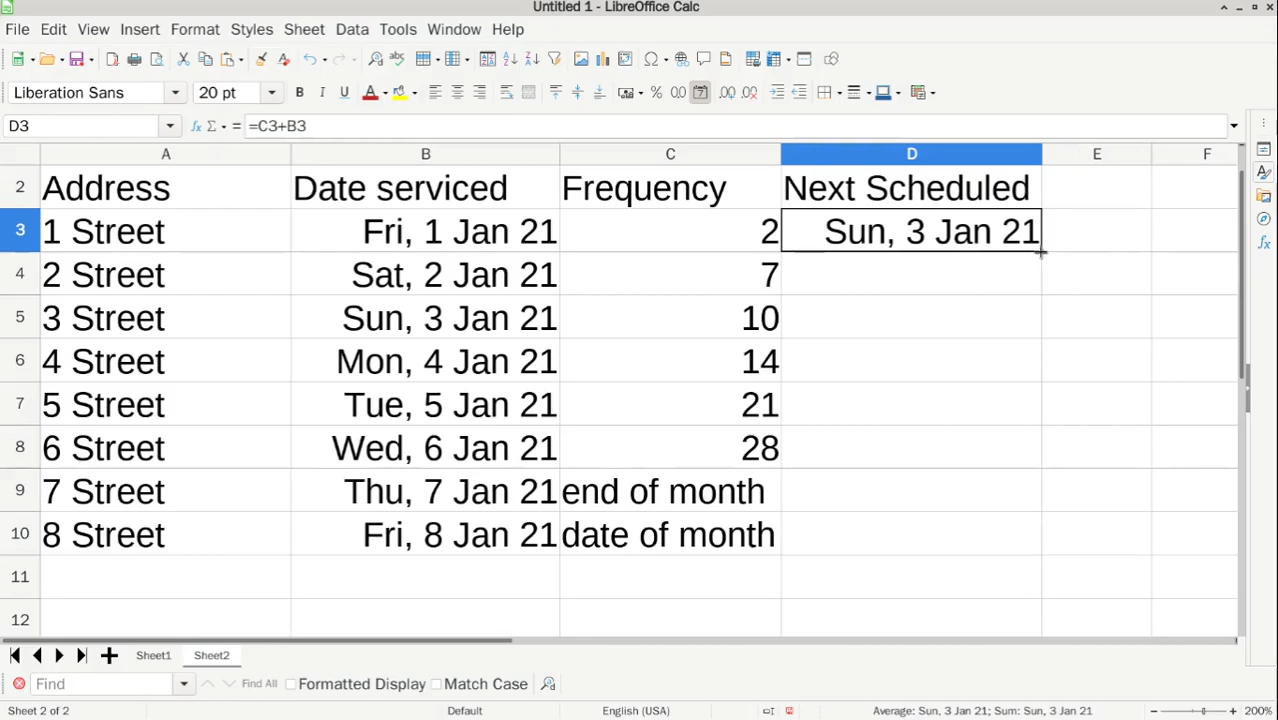 Untitled 1 - LibreOffice Calc
File Edit View Insert Format Styles Sheet Data Tools Window Help
Liberation Sans 20 pt
D3 =C3+B3
A B C D E F
2 Address Date serviced Frequency Next Scheduled
3 1 Street Fri, 1 Jan 21 2 Sun, 3 Jan 21
4 2 Street Sat, 2 Jan 21 7
5 3 Street Sun, 3 Jan 21 10
6 4 Street Mon, 4 Jan 21 14
7 5 Street Tue, 5 Jan 21 21
8 6 Street Wed, 6 Jan 21 28
9 7 Street Thu, 7 Jan 21 end of month
10 8 Street Fri, 8 Jan 21 date of month
11
12
Sheet1 Sheet2
Find Find All Formatted Display Match Case
Sheet 2 of 2 Default English (USA) Average: Sun, 3 Jan 21; Sum: Sun, 3 Jan 21 200%